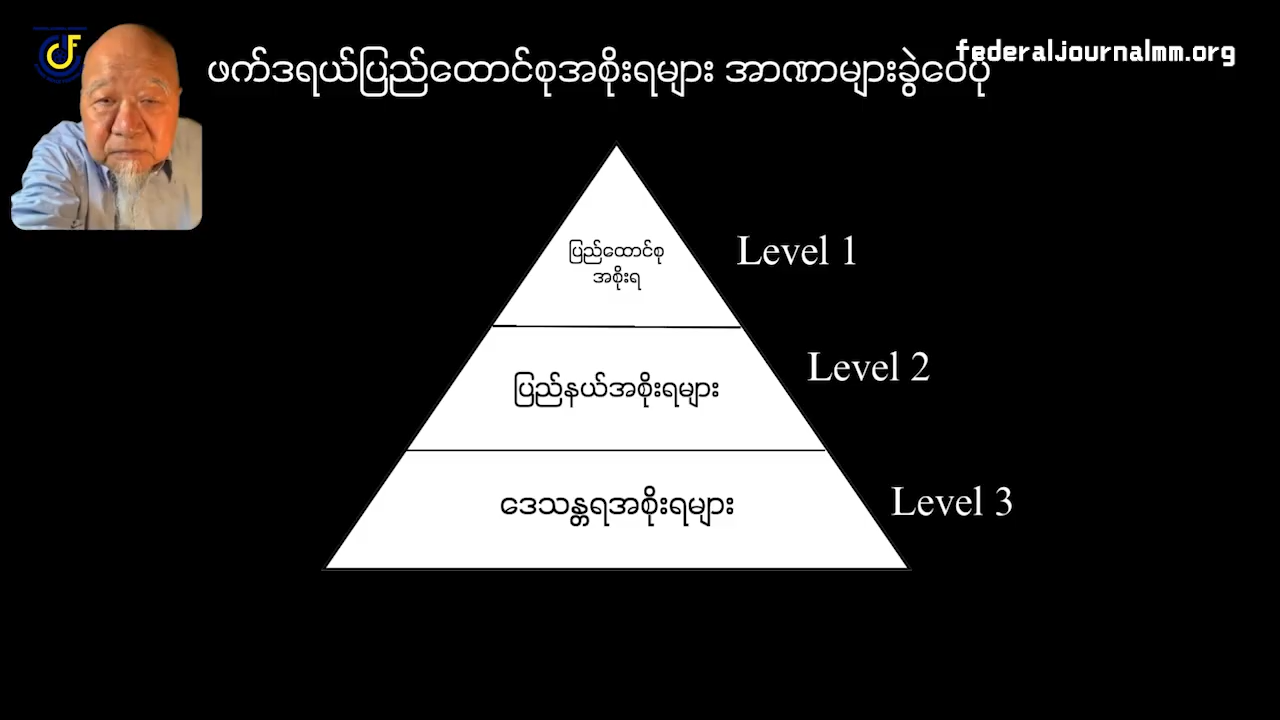 federaljournalmm.org
ဖက်ဒရယ်ပြည်ထောင်စုအစိုးရများ အာဏာများခွဲဝေပုံ
ပြည်ထောင်စု
အစိုးရ
Level 1
ပြည်နယ်အစိုးရများ
Level 2
ဒေသန္တရအစိုးရများ
Level 3